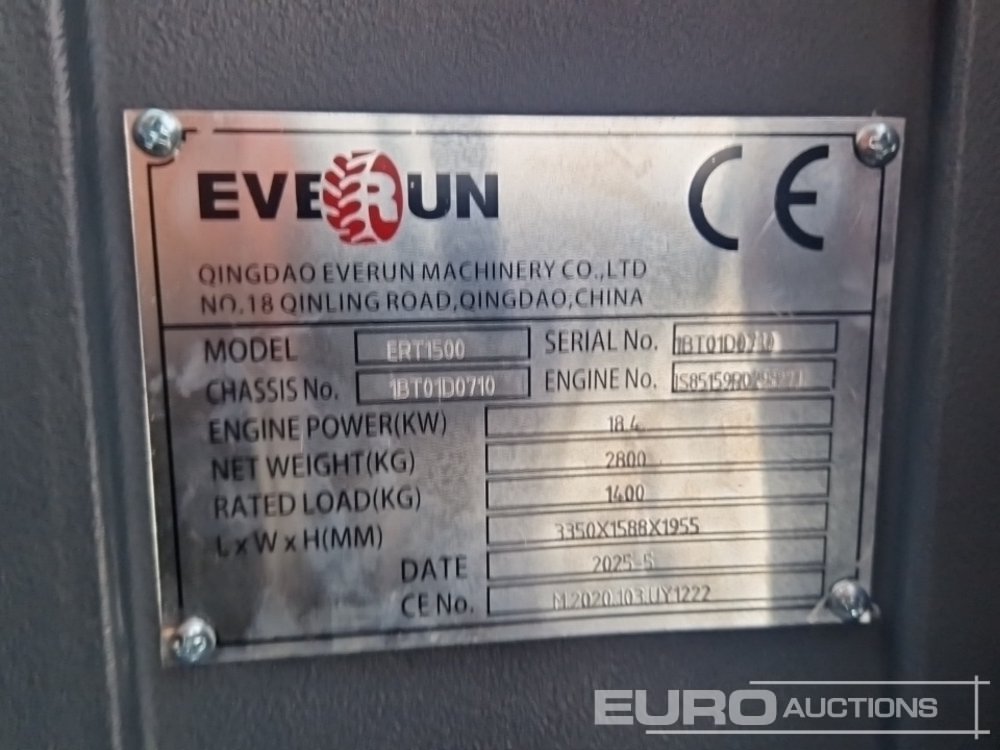 EVERUN
CE
QINGDAO EVERUN MACHINERY CO.,LTD
NO.18 QINLING ROAD,QINGDAO,CHINA
MODEL ERT1500 SERIAL No. 1BT01D0710
CHASSIS No. 1BT01D0710 ENGINE No.
ENGINE POWER(KW) 18.4
NET WEIGHT(KG) 2800
RATED LOAD(KG) 1400
LxWxH(MM) 3350X1588X1955
DATE 2025-5
CE No. M.2020.103.UY1222
EURO AUCTIONS